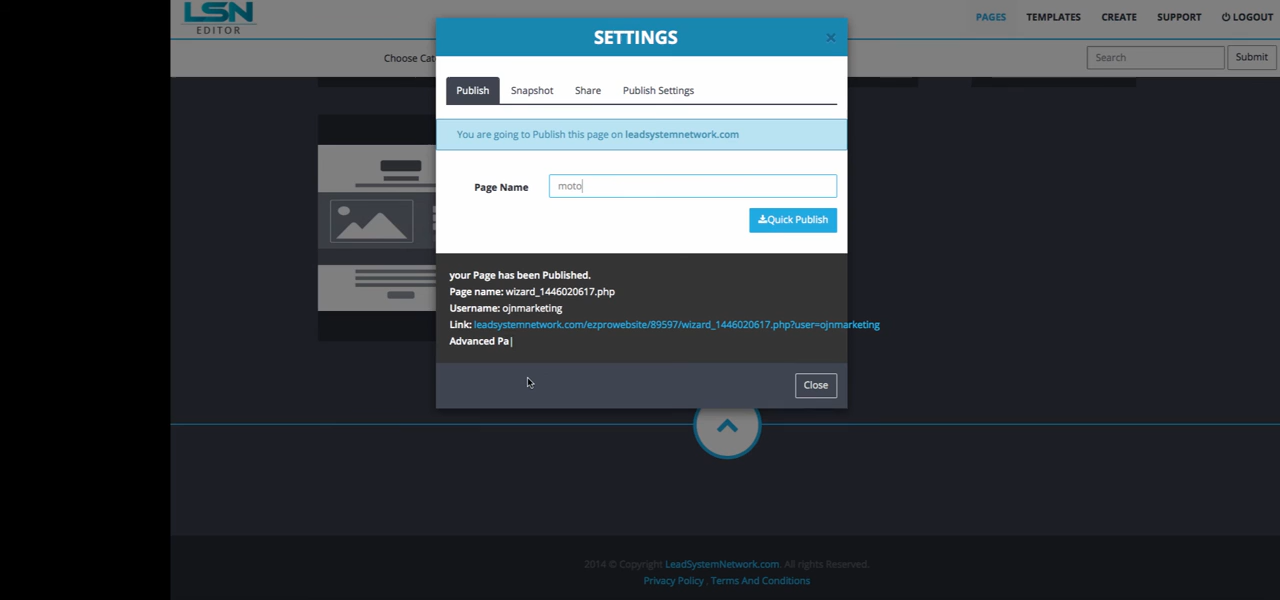 LSN
EDITOR
PAGES TEMPLATES CREATE SUPPORT LOGOUT
Choose Cat
Search
Submit
SETTINGS
×
Publish Snapshot Share Publish Settings
You are going to Publish this page on leadsystemnetwork.com
Page Name
moto
Quick Publish
your Page has been Published.
Page name: wizard_1446020617.php
Username: ojnmarketing
Link: leadsystemnetwork.com/ezprowebsite/89597/wizard_1446020617.php?user=ojnmarketing
Advanced Pa|
Close
2014 © Copyright LeadSystemNetwork.com. All rights Reserved.
Privacy Policy , Terms And Conditions